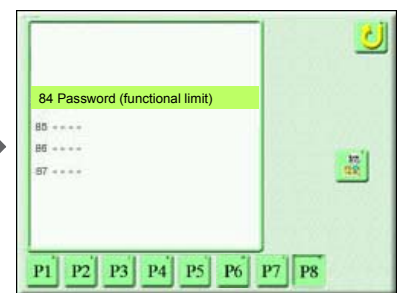 84 Password (functional limit)
85 ----
86 ----
87 ----
P1 P2 P3 P4 P5 P6 P7 P8